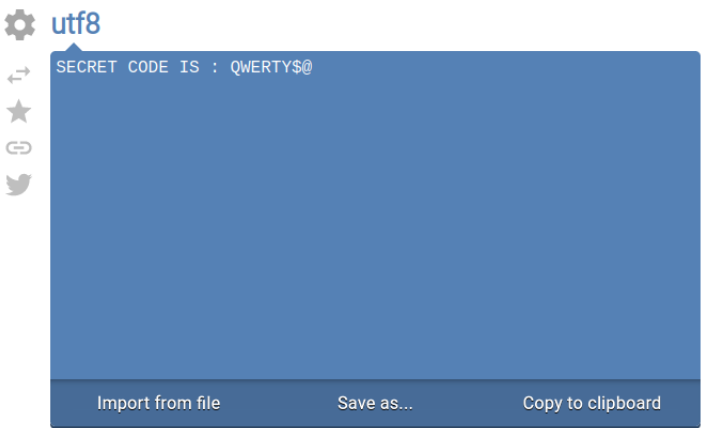 utf8
SECRET CODE IS : QWERTY$@
Import from file
Save as...
Copy to clipboard